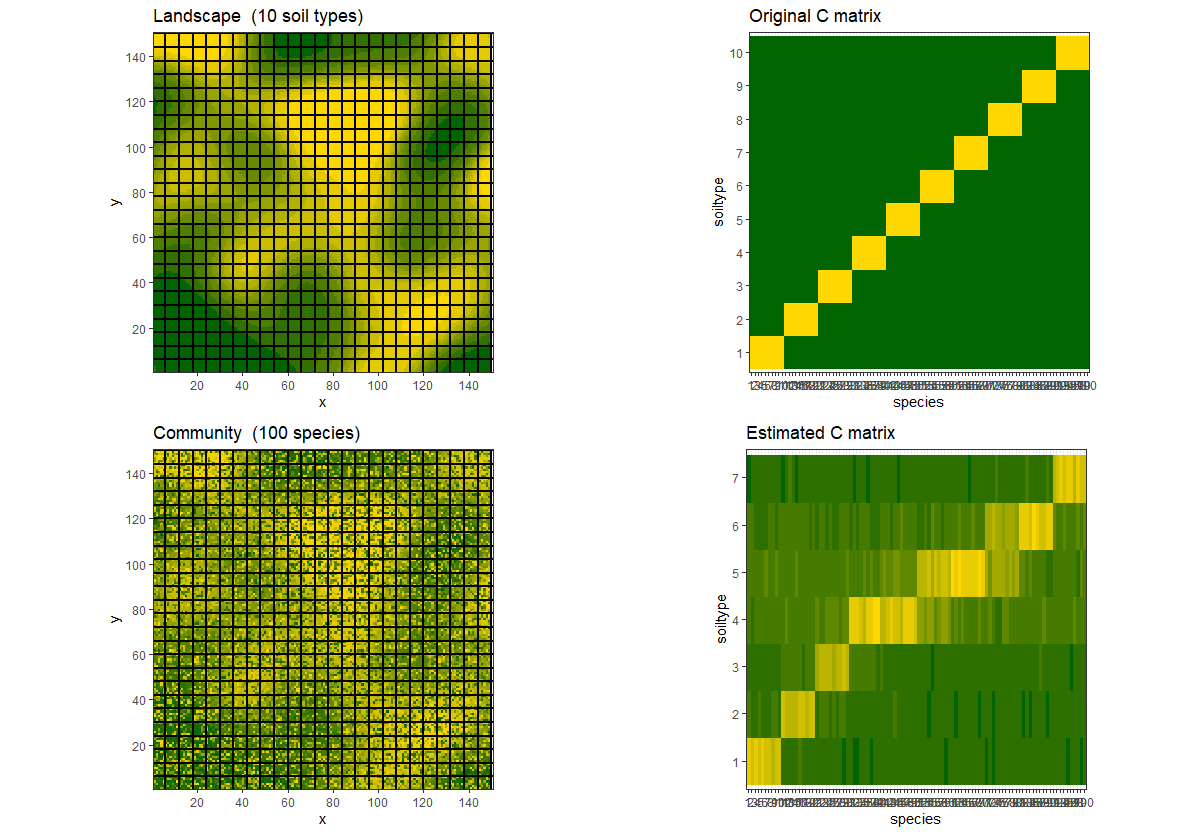 Landscape (10 soil types)
y
140
120
100
80
60
40
20
20 40 60 80 100 120 140
x
Original C matrix
soiltype
10
9
8
7
6
5
4
3
2
1
species
Community (100 species)
y
140
120
100
80
60
40
20
20 40 60 80 100 120 140
x
Estimated C matrix
soiltype
7
6
5
4
3
2
1
species